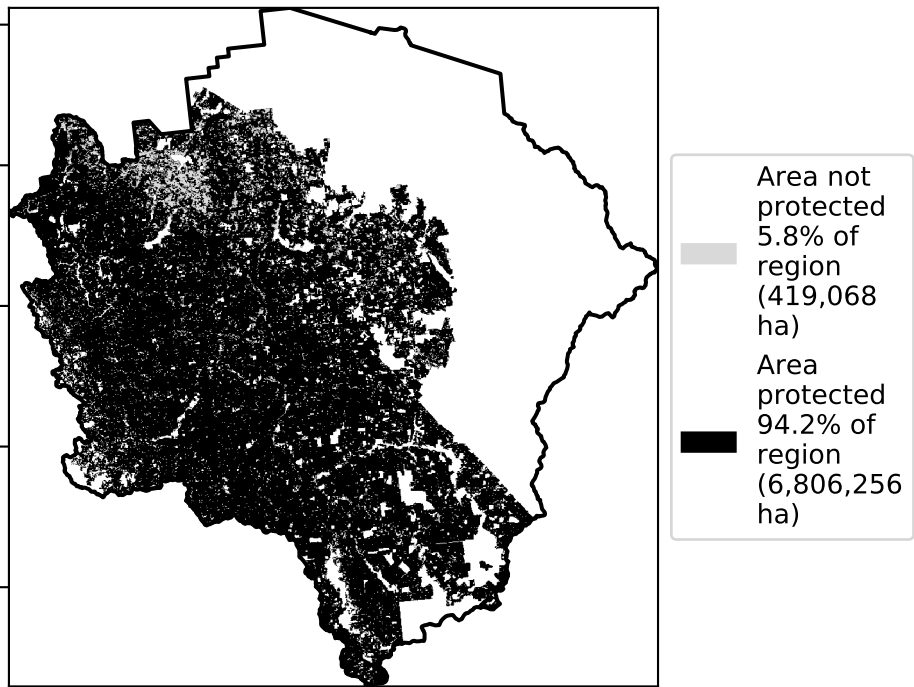 Area not
protected
5.8% of
region
(419,068
ha)
Area
protected
94.2% of
region
(6,806,256
ha)